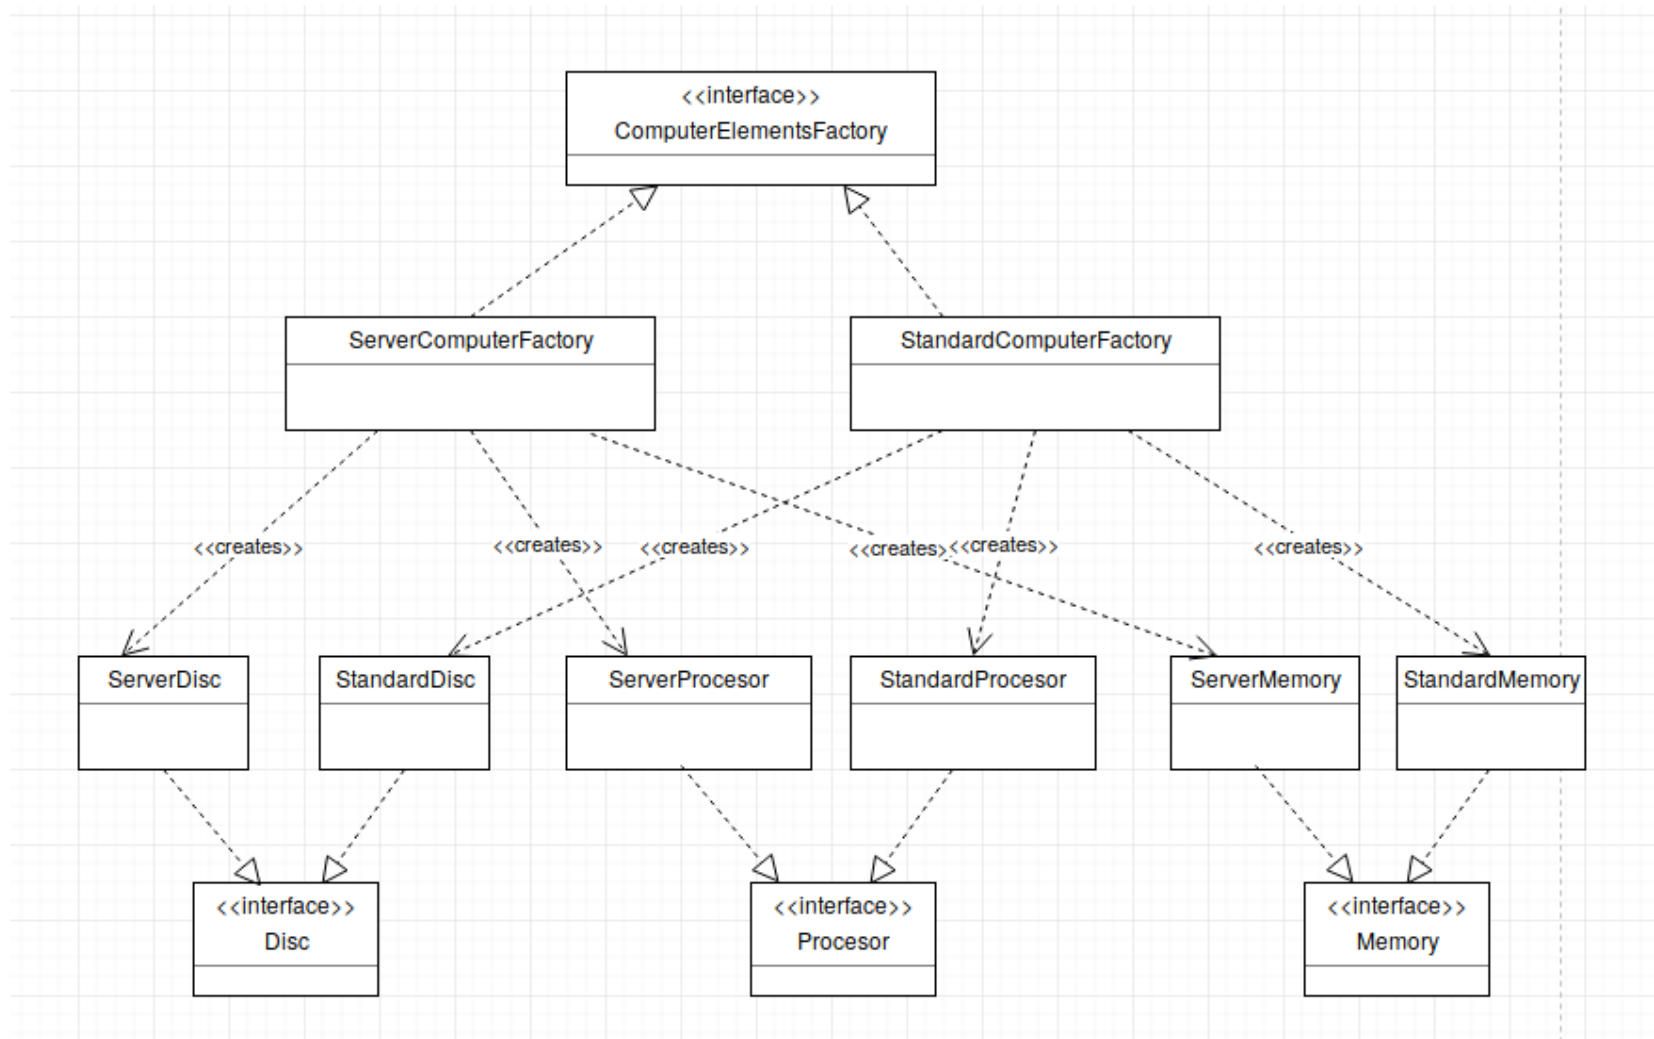 <<interface>>
ComputerElementsFactory
ServerComputerFactory
StandardComputerFactory
<<creates>>
<<creates>>
<<creates>>
<<creates>>
<<creates>>
<<creates>>
ServerDisc
StandardDisc
ServerProcesor
StandardProcesor
ServerMemory
StandardMemory
<<interface>>
Disc
<<interface>>
Procesor
<<interface>>
Memory